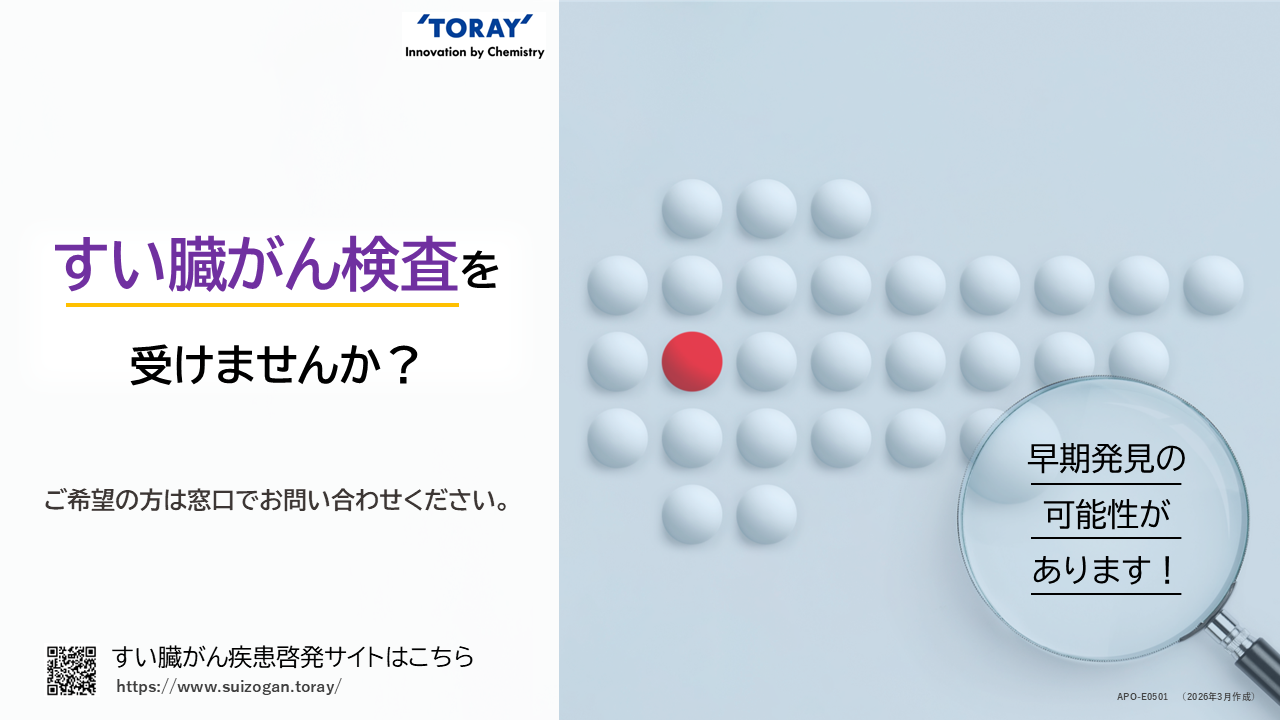 TORAY
Innovation by Chemistry
すい臓がん検査を
受けませんか？
ご希望の方は窓口でお問い合わせください。
すい臓がん疾患啓発サイトはこちら
https://www.suizogan.toray/
早期発見の
可能性が
あります！
APO-E0501 （2026年3月作成）